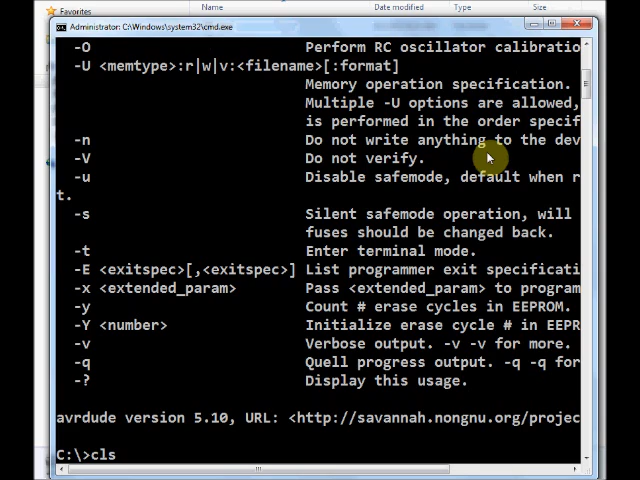 Favorites
Name
Date modified
Type
Size
Administrator: C:\Windows\system32\cmd.exe
-O Perform RC oscillator calibratio
-U <memtype>:r|w|v:<filename>[:format]
Memory operation specification.
Multiple -U options are allowed,
is performed in the order specif
-n Do not write anything to the dev
-V Do not verify.
-u Disable safemode, default when r
t.
-s Silent safemode operation, will
fuses should be changed back.
-t Enter terminal mode.
-E <exitspec>[,<exitspec>] List programmer exit specificati
-x <extended_param> Pass <extended_param> to program
-y Count # erase cycles in EEPROM.
-Y <number> Initialize erase cycle # in EEPR
-v Verbose output. -v -v for more.
-q Quell progress output. -q -q for
-? Display this usage.
avrdude version 5.10, URL: <http://savannah.nongnu.org/projec
C:\>cls